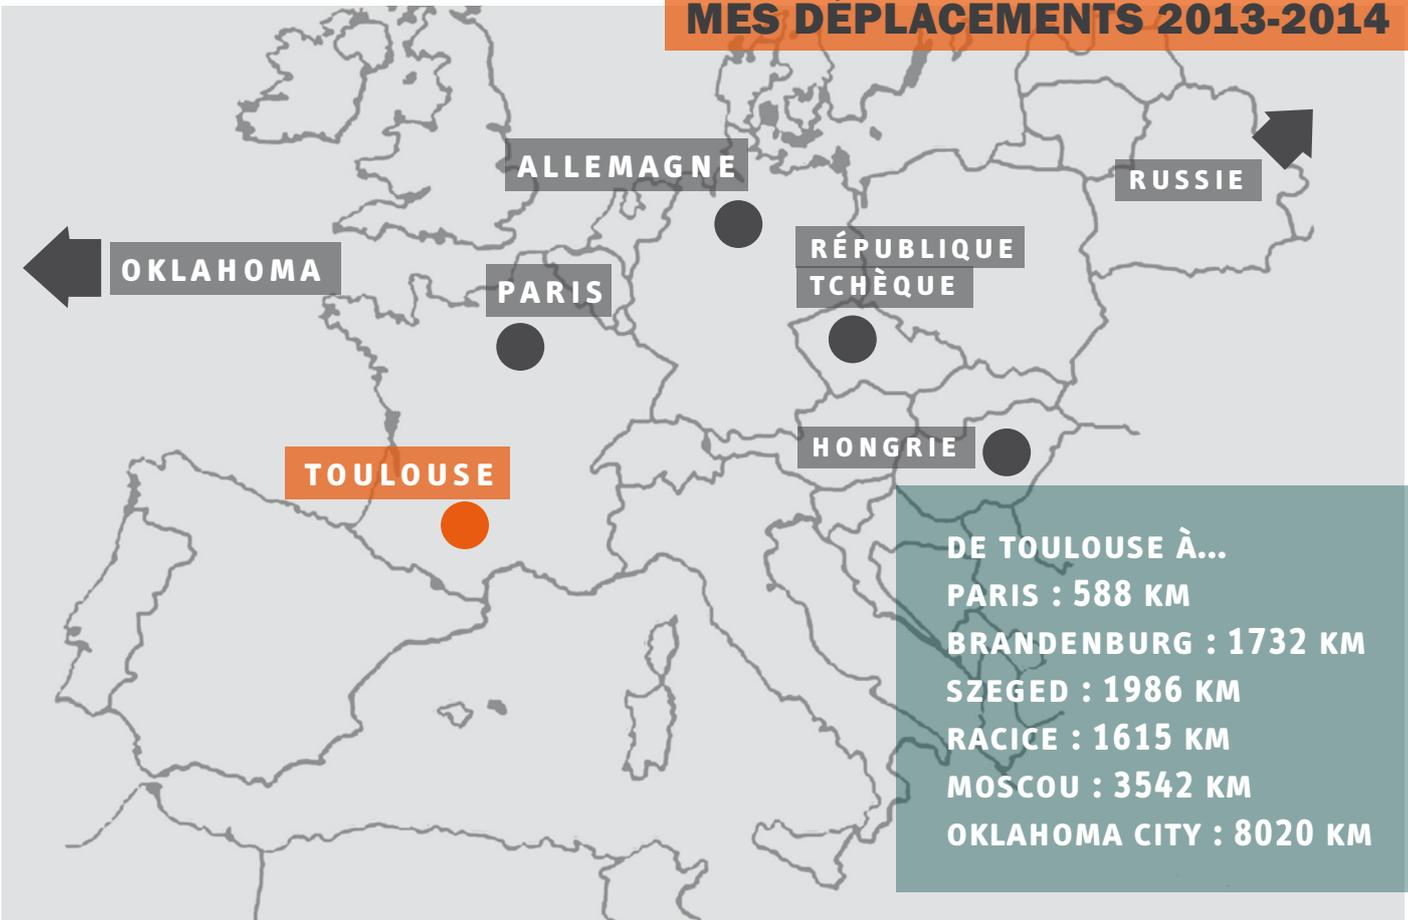 MES DÉPLACEMENTS 2013-2014
ALLEMAGNE
RUSSIE
RÉPUBLIQUE
TCHÈQUE
OKLAHOMA
PARIS
HONGRIE
TOULOUSE
DE TOULOUSE À...
PARIS : 588 KM
BRANDENBURG : 1732 KM
SZEGED : 1986 KM
RACICE : 1615 KM
MOSCOU : 3542 KM
OKLAHOMA CITY : 8020 KM